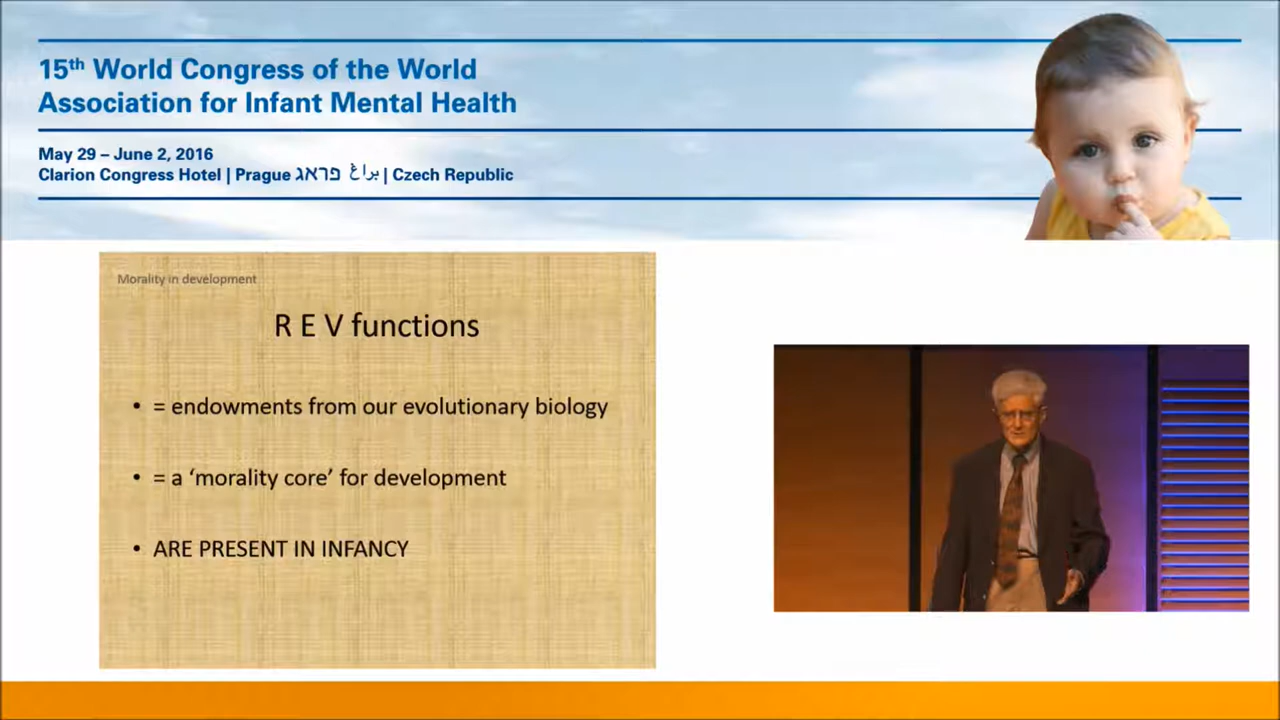 15th World Congress of the World
Association for Infant Mental Health
May 29 – June 2, 2016
Clarion Congress Hotel | Prague פראג براغ | Czech Republic
Morality in development
R E V functions
• = endowments from our evolutionary biology
• = a ‘morality core’ for development
• ARE PRESENT IN INFANCY